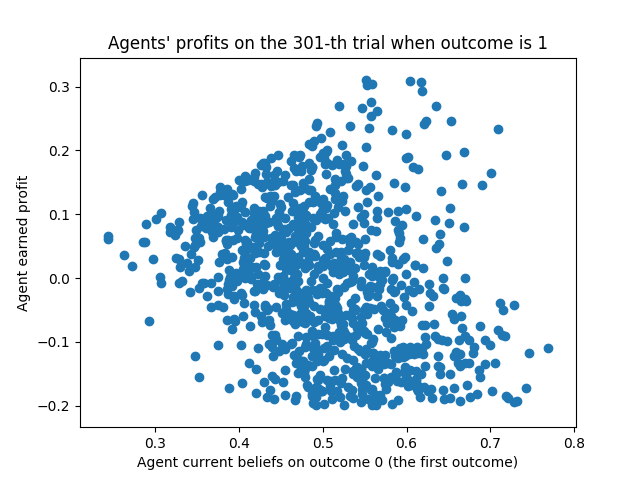 Agents' profits on the 301-th trial when outcome is 1
Agent earned profit
0.3
0.2
0.1
0.0
−0.1
−0.2
0.3 0.4 0.5 0.6 0.7 0.8
Agent current beliefs on outcome 0 (the first outcome)